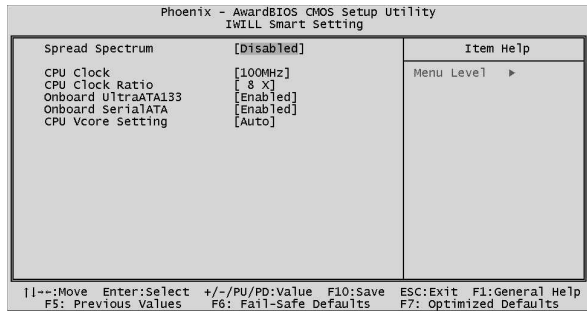 Phoenix - AwardBIOS CMOS Setup Utility
IWILL Smart Setting
Spread Spectrum [Disabled]
CPU Clock [100MHz]
CPU Clock Ratio [ 8 X]
Onboard UltraATA133 [Enabled]
Onboard SerialATA [Enabled]
CPU Vcore Setting [Auto]
Item Help
Menu Level ▶
↑↓→←:Move Enter:Select +/-/PU/PD:Value F10:Save ESC:Exit F1:General Help
F5: Previous Values F6: Fail-Safe Defaults F7: Optimized Defaults